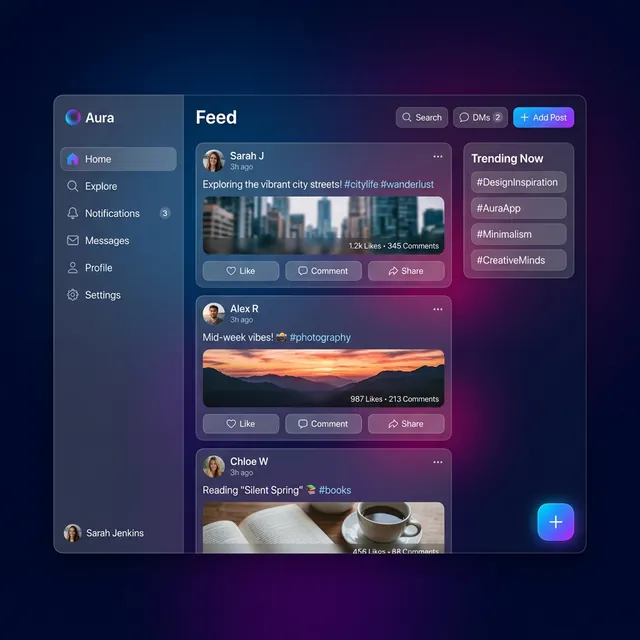 Aura
Home
Explore
Notifications 3
Messages
Profile
Settings
Sarah Jenkins
Feed
Search
DMs 2
+ Add Post
Sarah J
3h ago
Exploring the vibrant city streets! #citylife #wanderlust
1.2k Likes • 345 Comments
Like Comment Share
Alex R
3h ago
Mid-week vibes! #photography
987 Likes • 213 Comments
Like Comment Share
Chloe W
3h ago
Reading "Silent Spring" 📚 #books
456 Likes • 88 Comments
Trending Now
#DesignInspiration
#AuraApp
#Minimalism
#CreativeMinds